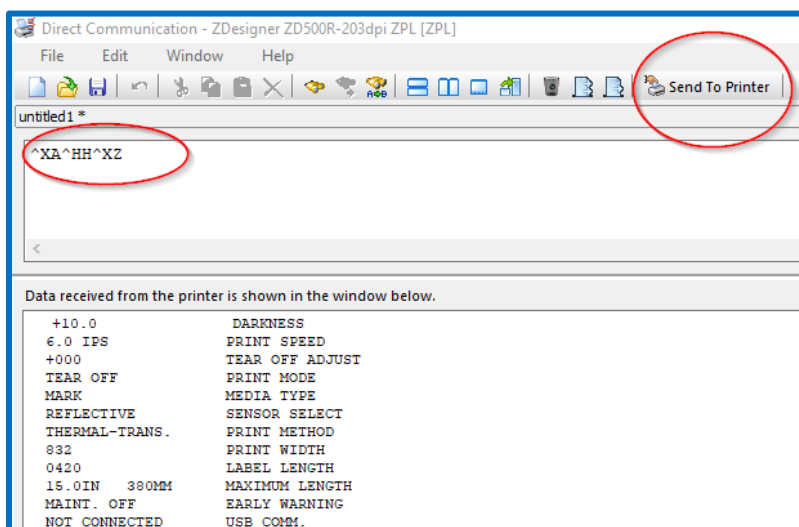 Direct Communication - ZDesigner ZD500R-203dpi ZPL [ZPL]
File Edit Window Help
Send To Printer
untitled1 *
^XA^HH^XZ
Data received from the printer is shown in the window below.
+10.0 DARKNESS
6.0 IPS PRINT SPEED
+000 TEAR OFF ADJUST
TEAR OFF PRINT MODE
MARK MEDIA TYPE
REFLECTIVE SENSOR SELECT
THERMAL-TRANS. PRINT METHOD
832 PRINT WIDTH
0420 LABEL LENGTH
15.0IN 380MM MAXIMUM LENGTH
MAINT. OFF EARLY WARNING
NOT CONNECTED USB COMM.